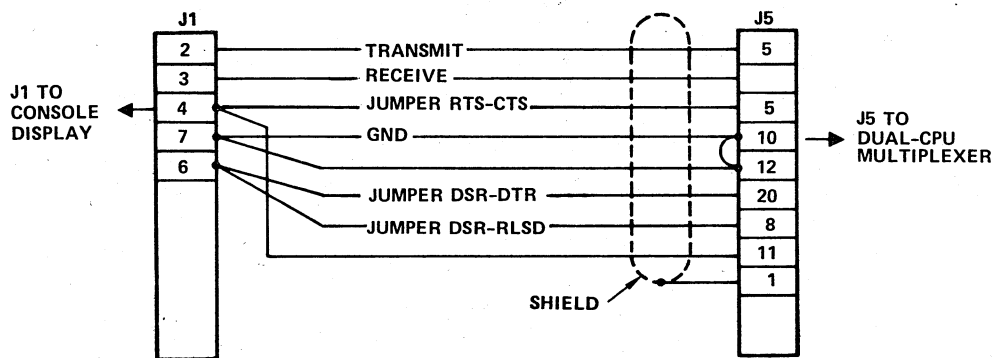 J1
J5
2
TRANSMIT
5
3
RECEIVE
4
JUMPER RTS-CTS
5
7
GND
10
12
6
JUMPER DSR-DTR
20
JUMPER DSR-RLSD
8
11
1
SHIELD
J1 TO
CONSOLE
DISPLAY
J5 TO
DUAL-CPU
MULTIPLEXER